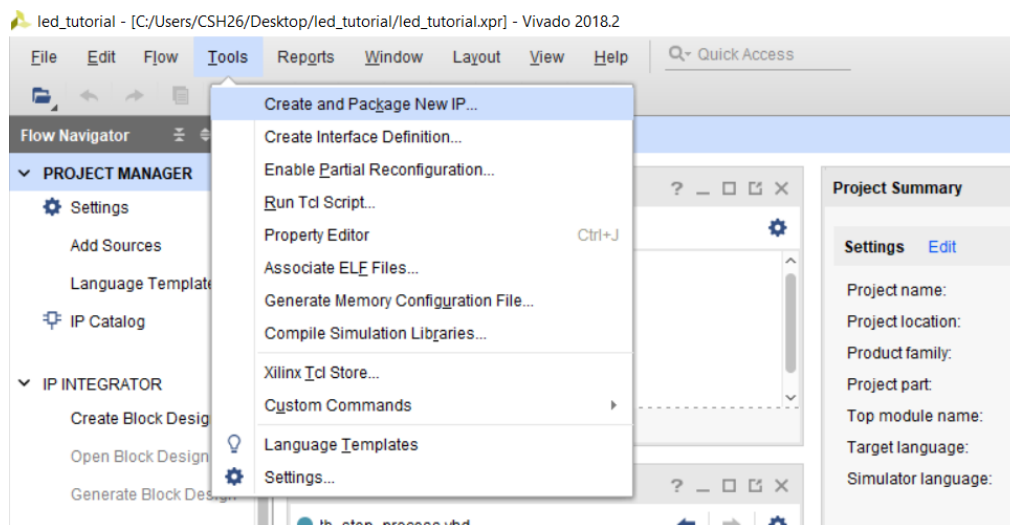 led_tutorial - [C:/Users/CSH26/Desktop/led_tutorial/led_tutorial.xpr] - Vivado 2018.2
File Edit Flow Tools Reports Window Layout View Help Quick Access
Flow Navigator
PROJECT MANAGER
Settings
Add Sources
Language Templat
IP Catalog
IP INTEGRATOR
Create Block Desig
Open Block Design
Generate Block Design
Create and Package New IP...
Create Interface Definition...
Enable Partial Reconfiguration...
Run Tcl Script...
Property Editor Ctrl+J
Associate ELF Files...
Generate Memory Configuration File...
Compile Simulation Libraries...
Xilinx Tcl Store...
Custom Commands
Language Templates
Settings...
? 
Project Summary
Settings Edit
Project name:
Project location:
Product family:
Project part:
Top module name:
Target language:
Simulator language:
?